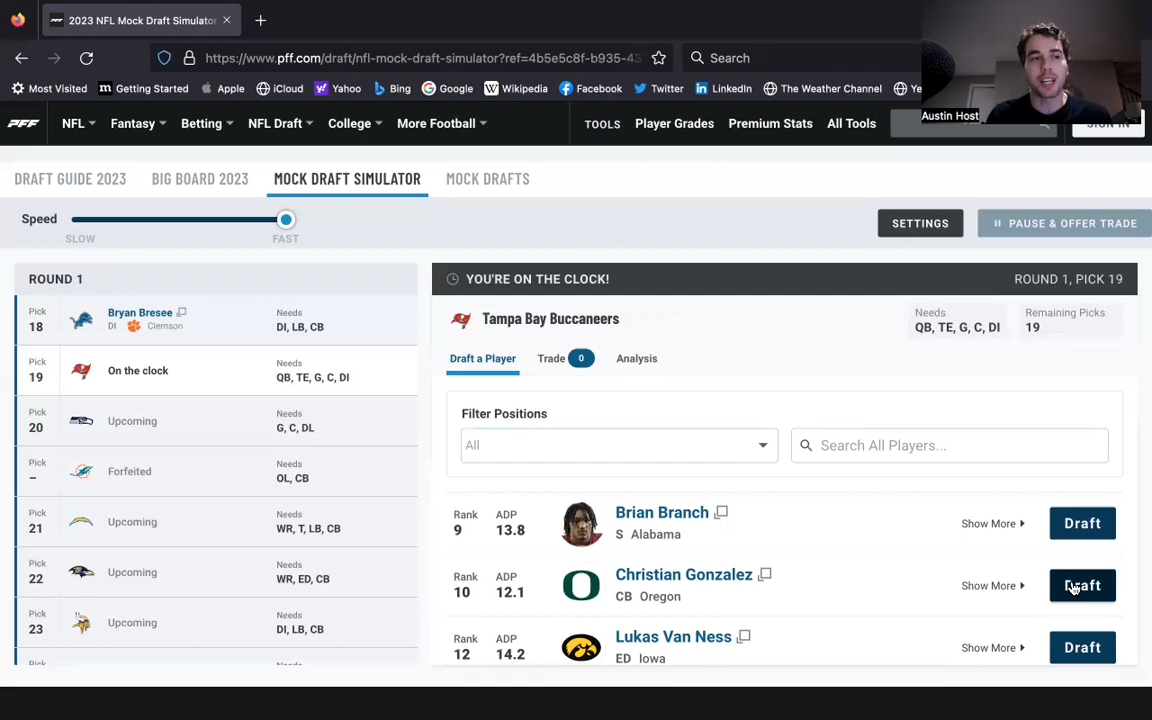 2023 NFL Mock Draft Simulator
https://www.pff.com/draft/nfl-mock-draft-simulator?ref=4b5e5c8f-b935-43
Search
Most Visited
Getting Started
Apple
iCloud
Yahoo
Bing
Google
Wikipedia
Facebook
Twitter
LinkedIn
The Weather Channel
Ye
Austin Host
PFF
NFL
Fantasy
Betting
NFL Draft
College
More Football
TOOLS
Player Grades
Premium Stats
All Tools
SIGN IN
DRAFT GUIDE 2023
BIG BOARD 2023
MOCK DRAFT SIMULATOR
MOCK DRAFTS
Speed
SLOW
FAST
SETTINGS
PAUSE & OFFER TRADE
ROUND 1
Pick
18
Bryan Bresee
DI Clemson
Needs
DI, LB, CB
Pick
19
On the clock
Needs
QB, TE, G, C, DI
Pick
20
Upcoming
Needs
G, C, DL
Pick
–
Forfeited
Needs
OL, CB
Pick
21
Upcoming
Needs
WR, T, LB, CB
Pick
22
Upcoming
Needs
WR, ED, CB
Pick
23
Upcoming
Needs
DI, LB, CB
YOU'RE ON THE CLOCK!
ROUND 1, PICK 19
Tampa Bay Buccaneers
Needs
QB, TE, G, C, DI
Remaining Picks
19
Draft a Player
Trade 0
Analysis
Filter Positions
All
Search All Players...
Rank
9
ADP
13.8
Brian Branch
S Alabama
Show More
Draft
Rank
10
ADP
12.1
Christian Gonzalez
CB Oregon
Show More
Draft
Rank
12
ADP
14.2
Lukas Van Ness
ED Iowa
Show More
Draft